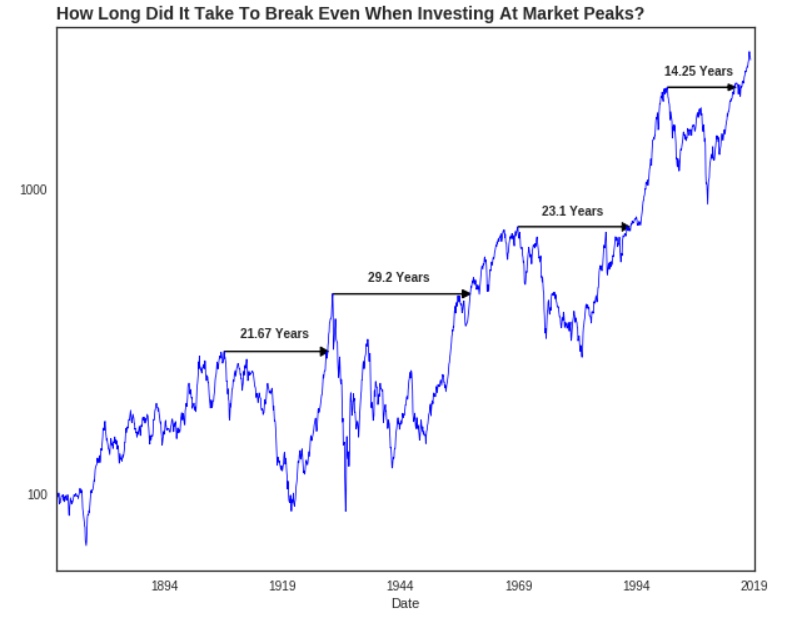 How Long Did It Take To Break Even When Investing At Market Peaks?
14.25 Years
1000
23.1 Years
29.2 Years
21.67 Years
100
1894 1919 1944 1969 1994 2019
Date